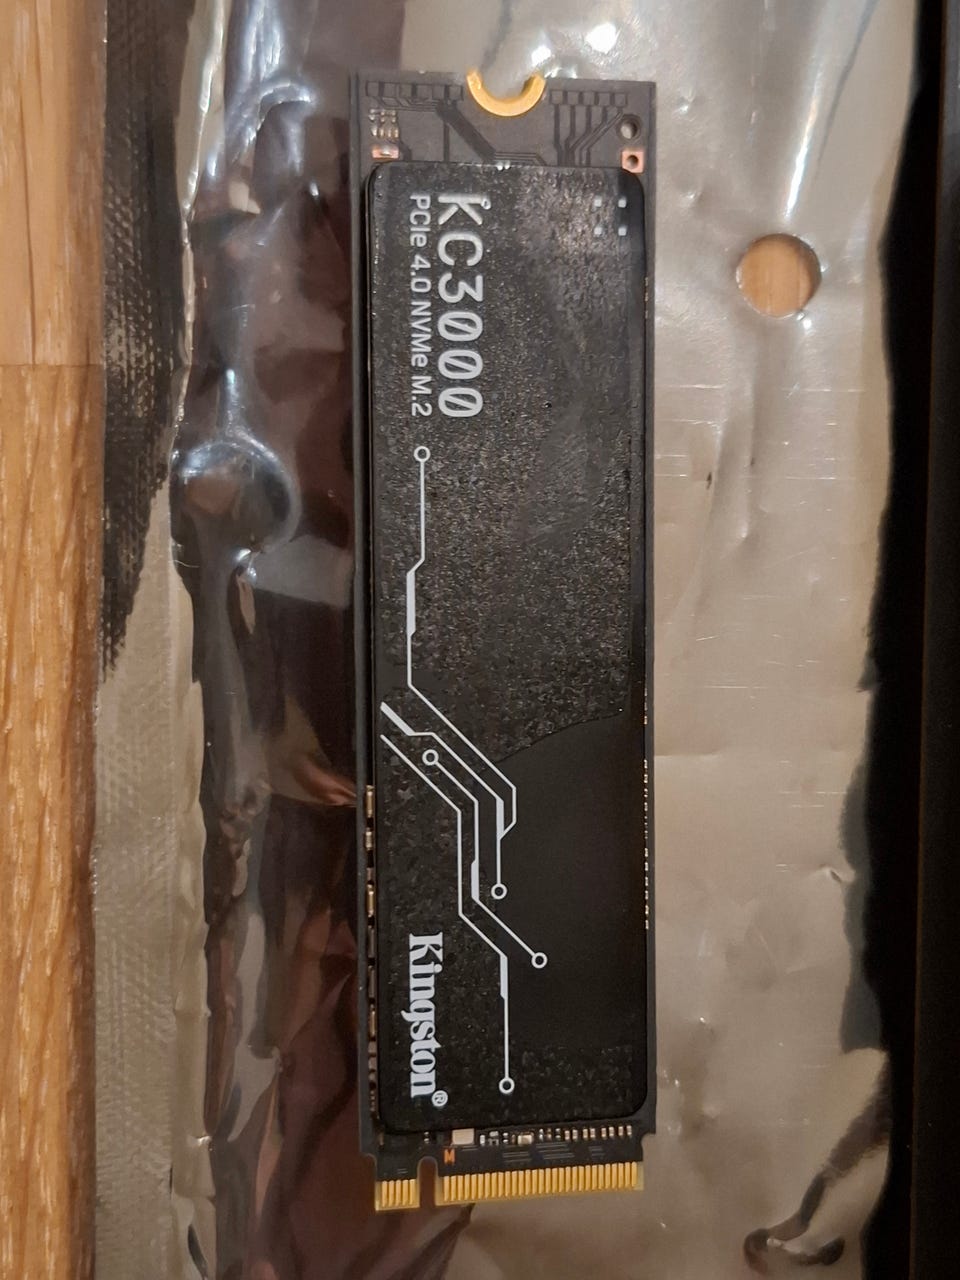 KC3000
PCIe 4.0 NVMe M.2
Kingston®
M